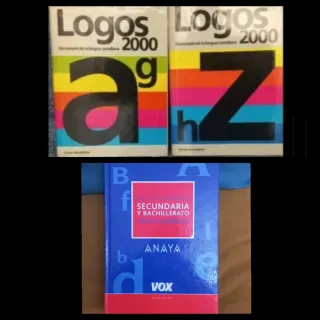 Logos
2000
Diccionario de la lengua castellana
a g
Logos
2000
Diccionario de la lengua castellana
h z
SECUNDARIA
Y BACHILLERATO
ANAYA
VOX
A
b
f
b
d
e